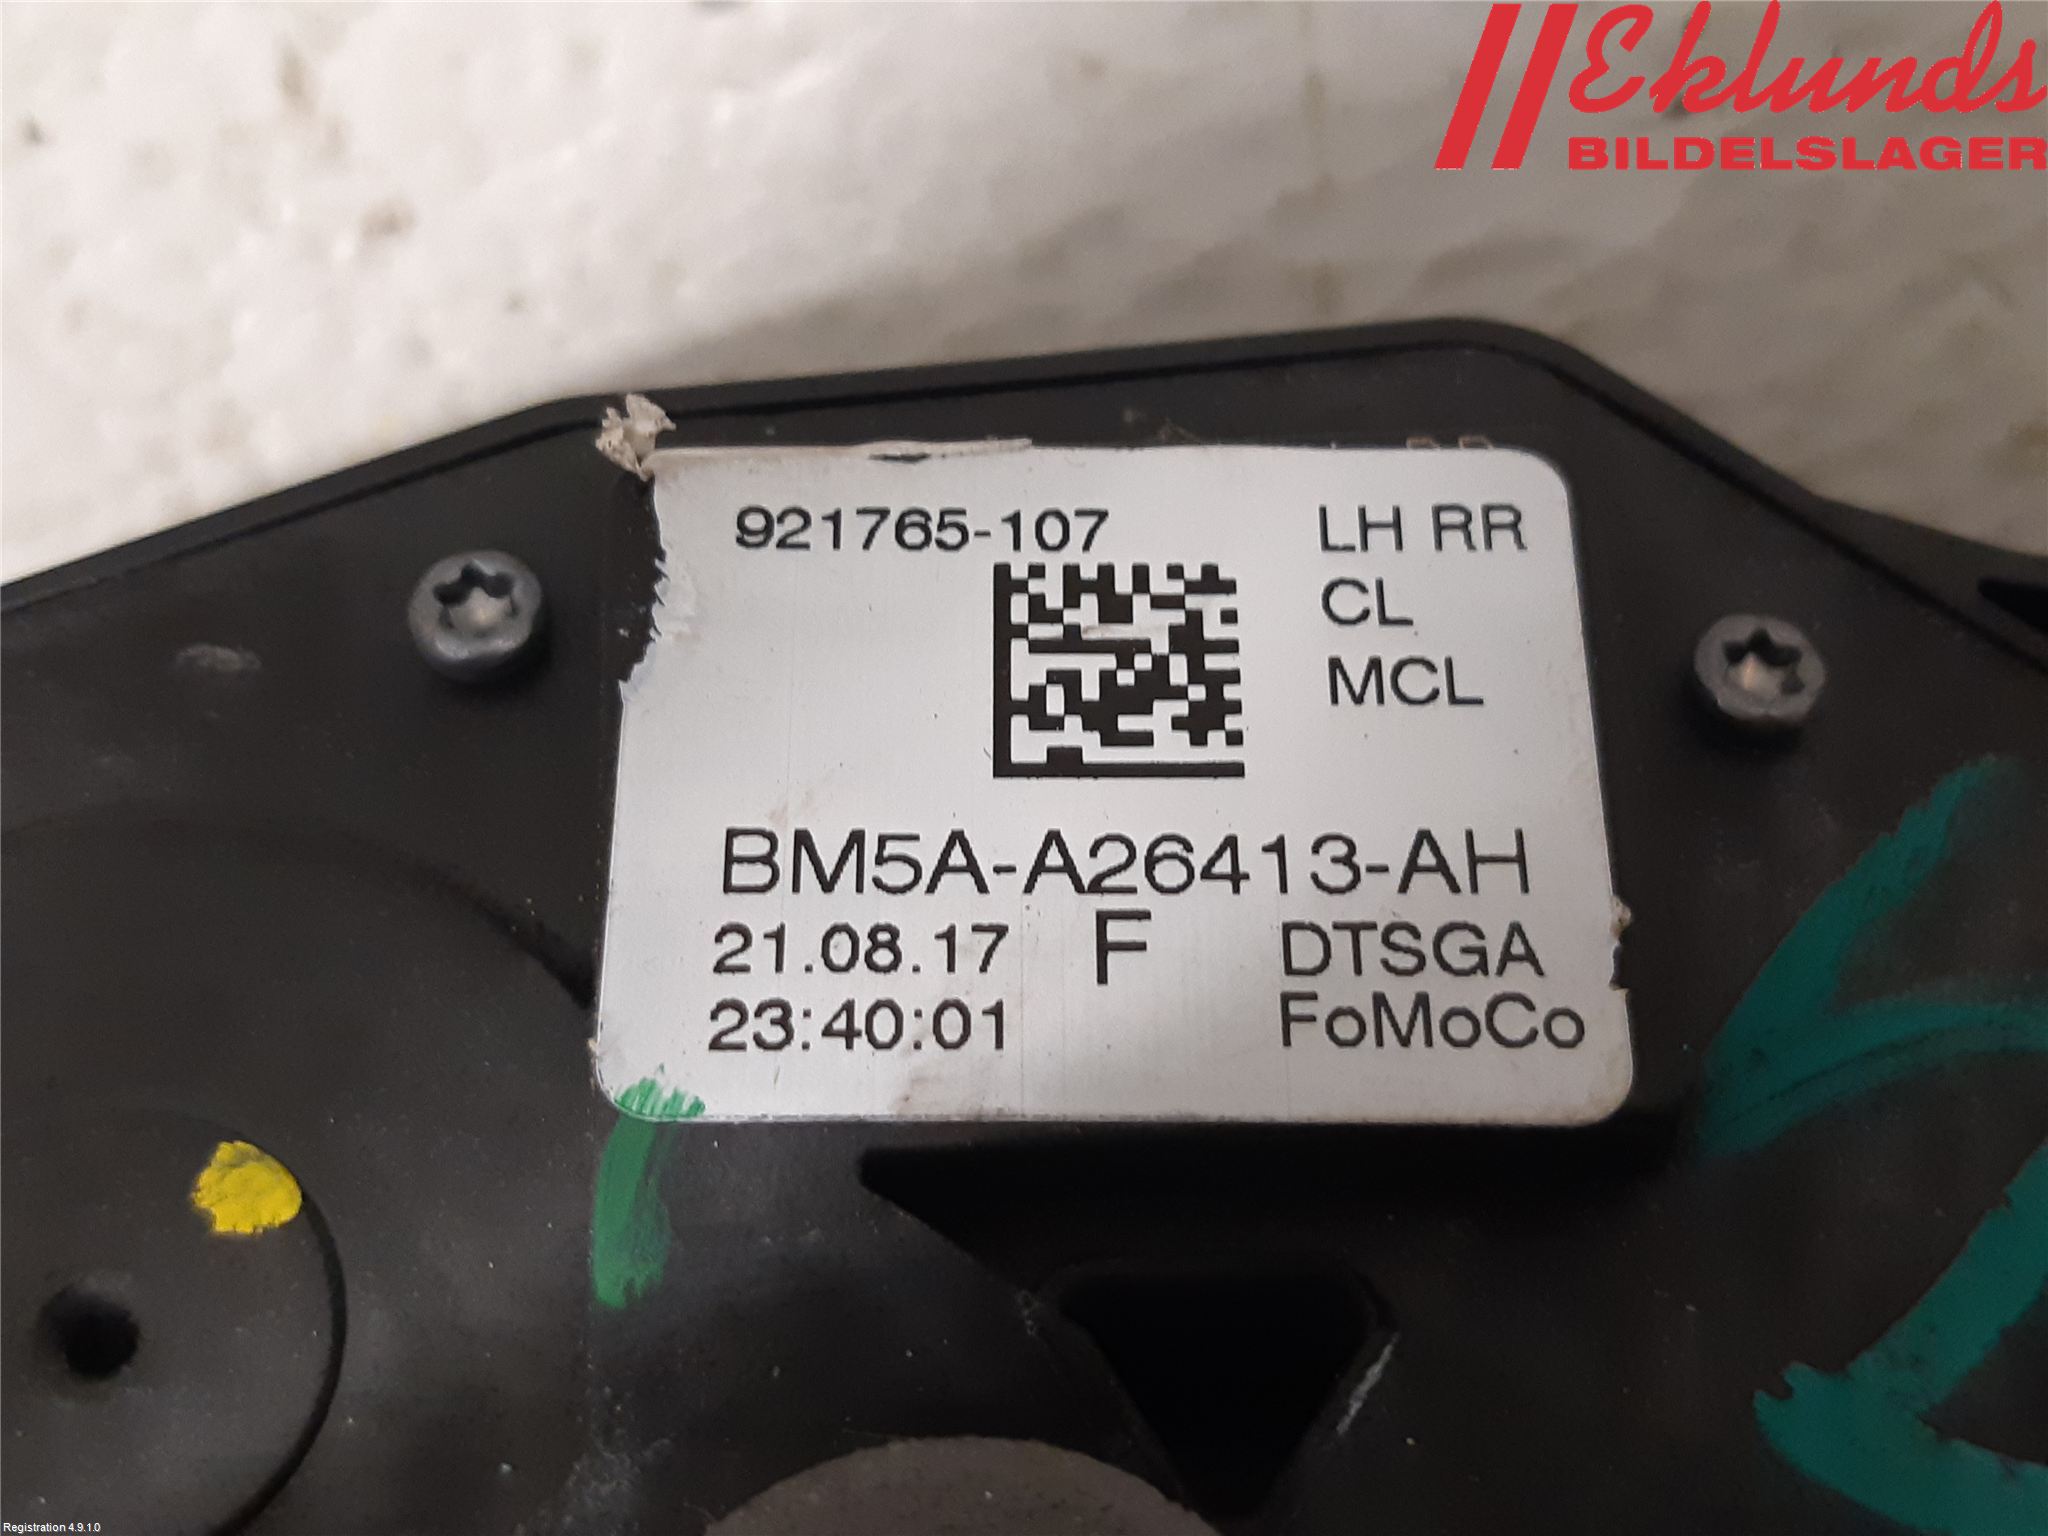 Eklunds
BILDELSLAGER
921765-107
LH RR
CL
MCL
BM5A-A26413-AH
21.08.17 F DTSGA
23:40:01 FoMoCo
Registration 4.9.1.0